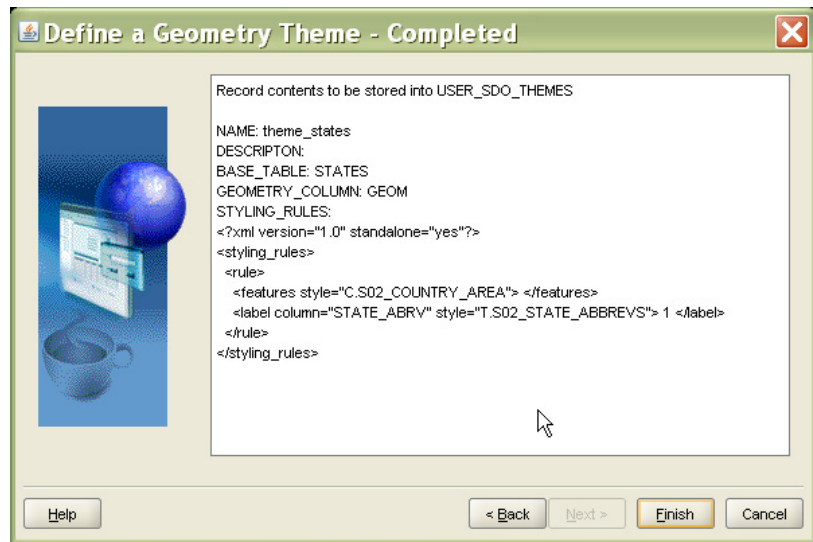 Define a Geometry Theme - Completed
Record contents to be stored into USER_SDO_THEMES
NAME: theme_states
DESCRIPTON:
BASE_TABLE: STATES
GEOMETRY_COLUMN: GEOM
STYLING_RULES:
<?xml version="1.0" standalone="yes"?>
<styling_rules>
<rule>
<features style="C.S02_COUNTRY_AREA"> </features>
<label column="STATE_ABRV" style="T.S02_STATE_ABBREVS"> 1 </label>
</rule>
</styling_rules>
Help
< Back
Next >
Finish
Cancel